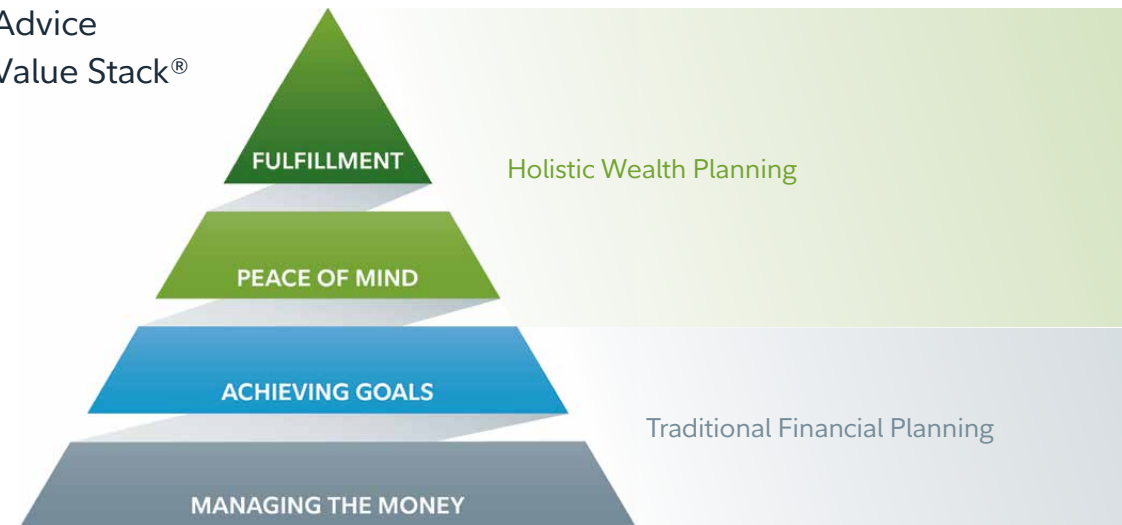 Advice
Value Stack®
FULFILLMENT
Holistic Wealth Planning
PEACE OF MIND
ACHIEVING GOALS
Traditional Financial Planning
MANAGING THE MONEY